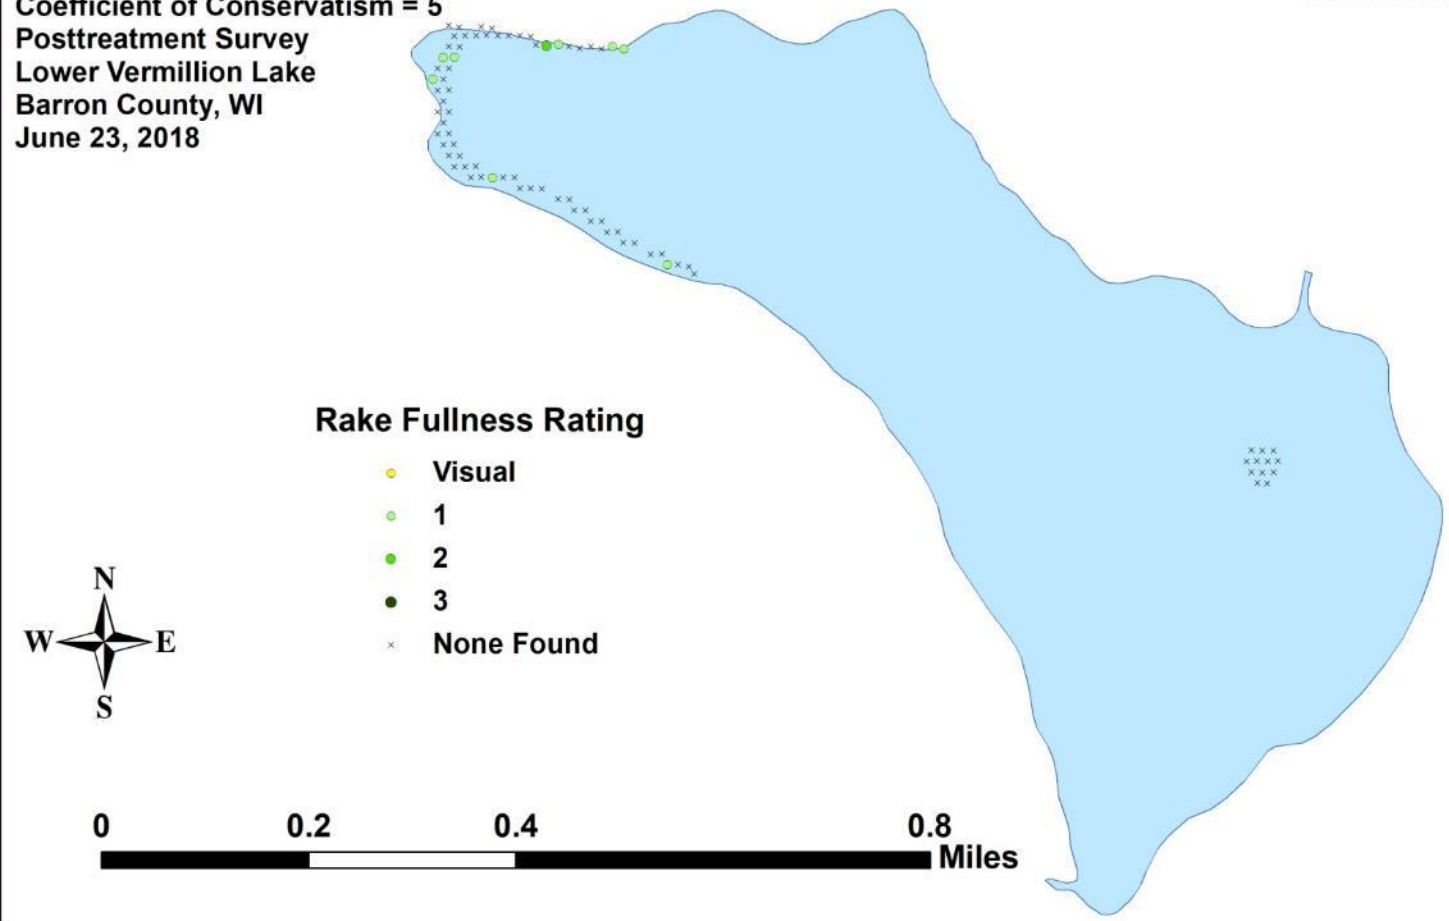 Coefficient of Conservatism = 5
Posttreatment Survey
Lower Vermillion Lake
Barron County, WI
June 23, 2018
Rake Fullness Rating
Visual
1
2
3
None Found
N
W E
S
0 0.2 0.4 0.8
Miles